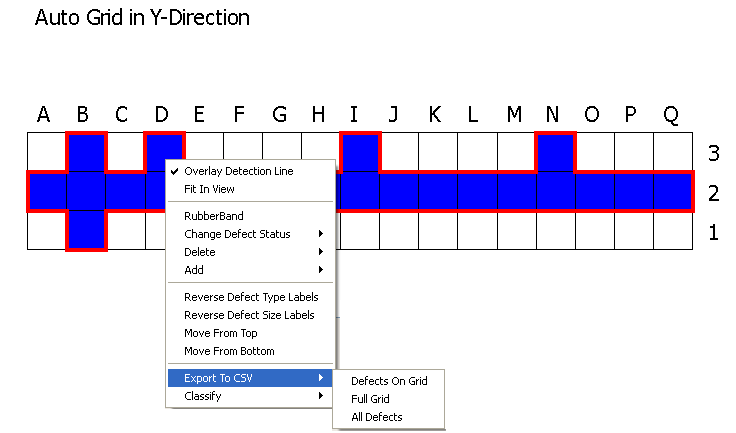 Auto Grid in Y-Direction
A B C D E F G H I J K L M N O P Q
3
2
1
Overlay Detection Line
Fit In View
RubberBand
Change Defect Status
Delete
Add
Reverse Defect Type Labels
Reverse Defect Size Labels
Move From Top
Move From Bottom
Export To CSV
Classify
Defects On Grid
Full Grid
All Defects